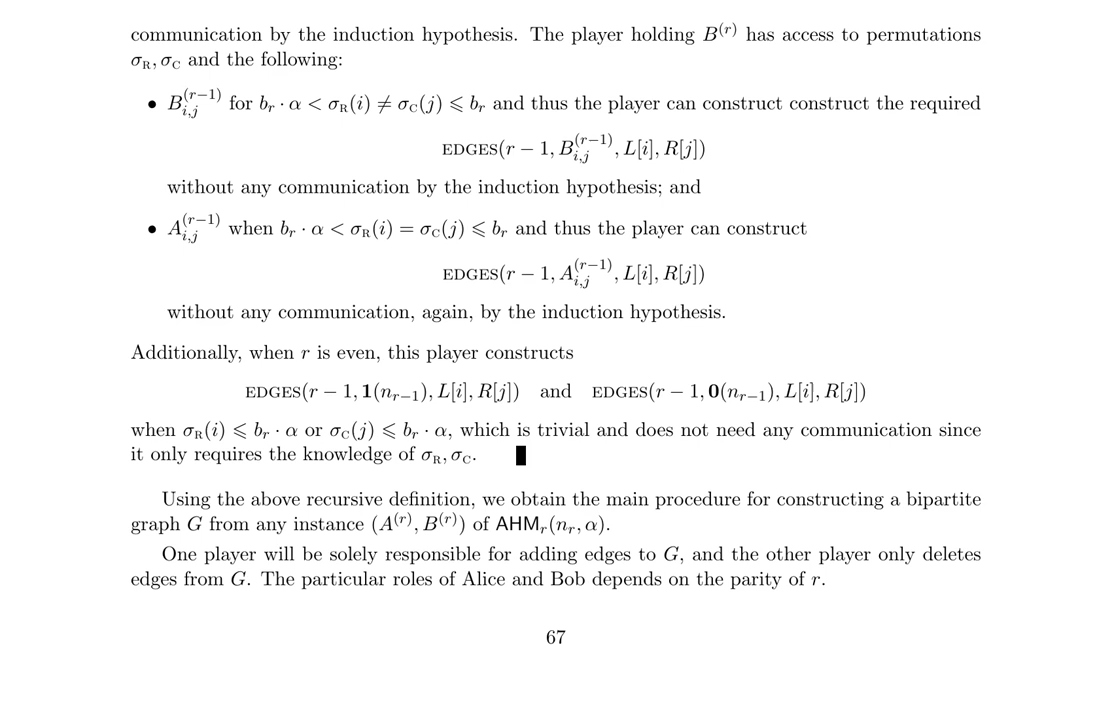 communication by the induction hypothesis. The player holding B^{(r)} has access to permutations
σ_R, σ_C and the following:
• B_{i,j}^{(r−1)} for b_r · α < σ_R(i) ≠ σ_C(j) ⩽ b_r and thus the player can construct construct the required
EDGES(r − 1, B_{i,j}^{(r−1)}, L[i], R[j])
without any communication by the induction hypothesis; and
• A_{i,j}^{(r−1)} when b_r · α < σ_R(i) = σ_C(j) ⩽ b_r and thus the player can construct
EDGES(r − 1, A_{i,j}^{(r−1)}, L[i], R[j])
without any communication, again, by the induction hypothesis.
Additionally, when r is even, this player constructs
EDGES(r − 1, 1(n_{r−1}), L[i], R[j]) and EDGES(r − 1, 0(n_{r−1}), L[i], R[j])
when σ_R(i) ⩽ b_r · α or σ_C(j) ⩽ b_r · α, which is trivial and does not need any communication since
it only requires the knowledge of σ_R, σ_C. ∎
Using the above recursive definition, we obtain the main procedure for constructing a bipartite
graph G from any instance (A^{(r)}, B^{(r)}) of AHM_r(n_r, α).
One player will be solely responsible for adding edges to G, and the other player only deletes
edges from G. The particular roles of Alice and Bob depends on the parity of r.
67